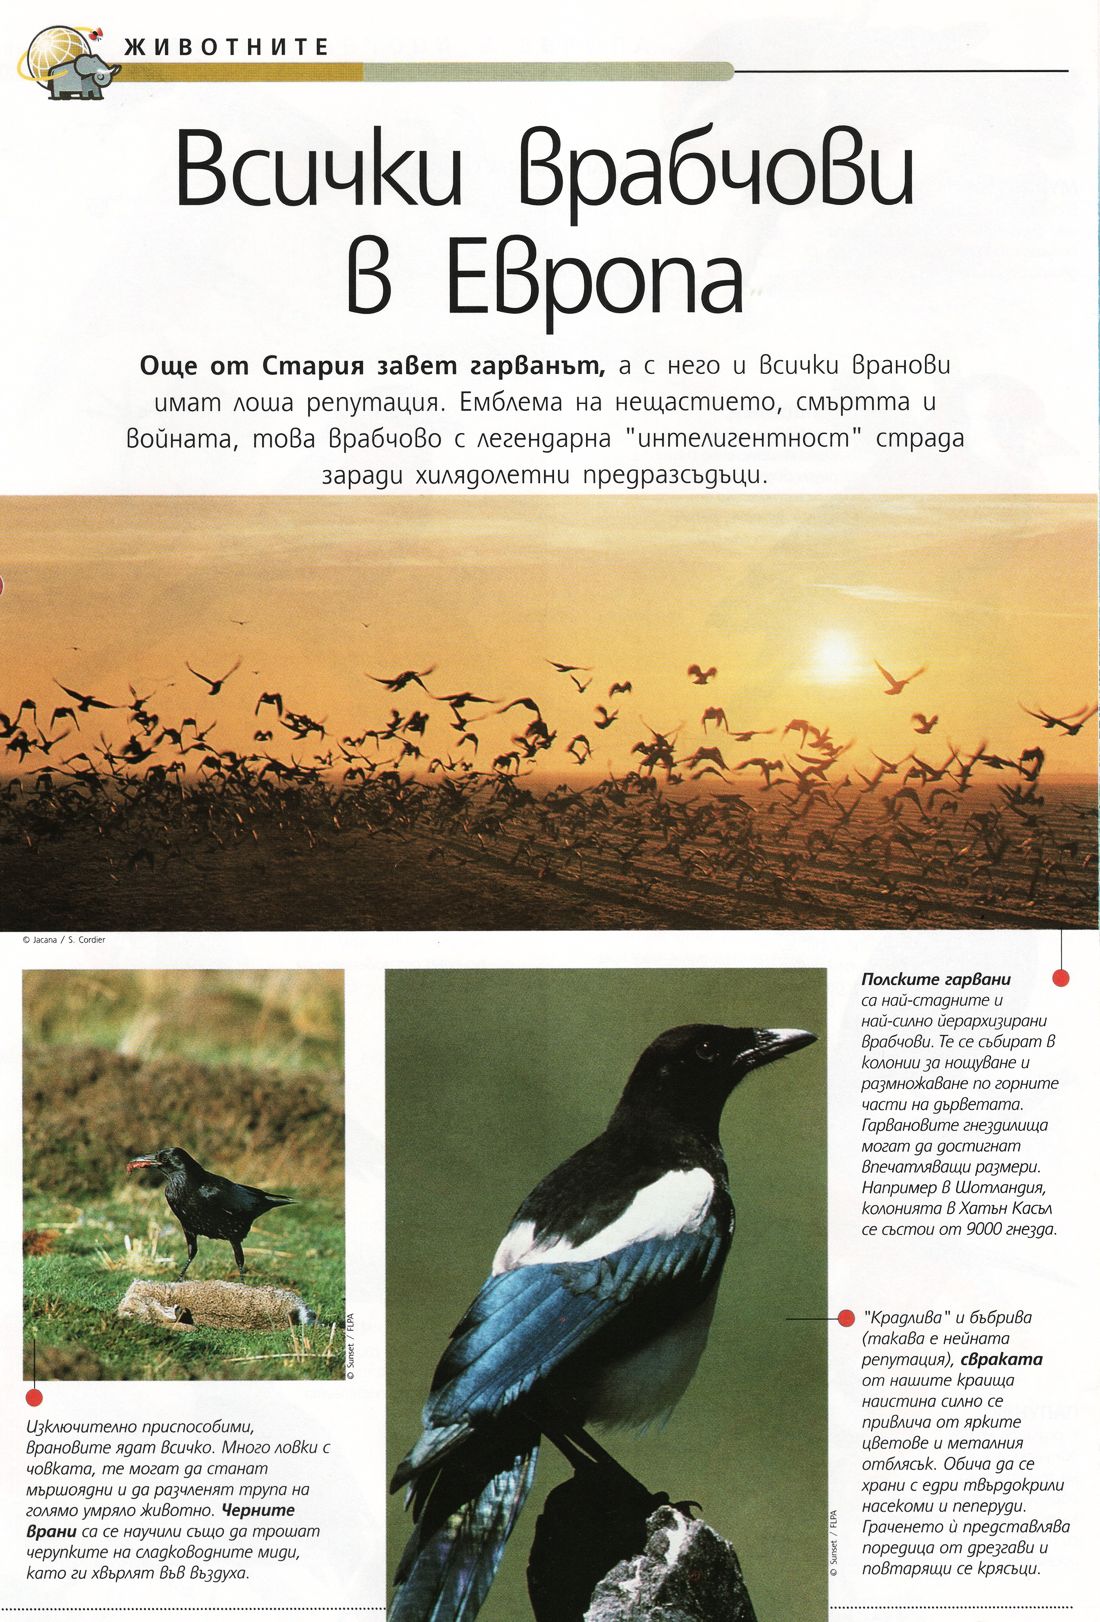 ЖИВОТНИТЕ
Всички врабчови
в Европа
Още от Стария завет гарванът, а с него и всички вранови
имат лоша репутация. Емблема на нещастието, смъртта и
войната, това врабчово с легендарна "интелигентност" страда
заради хилядолетни предразсъдъци.
© Jacana / S. Cordier
Полските гарвани
са най-стадните и
най-силно йерархизирани
врабчови. Те се събират в
колонии за нощуване и
размножаване по горните
части на дърветата.
Гарвановите гнездилища
могат да достигнат
впечатляващи размери.
Например в Шотландия,
колонията в Хатън Касъл
се състои от 9000 гнезда.
© Sunset / FLPA
"Крадлива" и бъбрива
(такава е нейната
репутация), свраката
от нашите краища
наистина силно се
привлича от ярките
цветове и металния
отблясък. Обича да се
храни с едри твърдокрили
насекоми и пеперуди.
Граченето ѝ представлява
поредица от дрезгави и
повтарящи се крясъци.
© Sunset / FLPA
Изключително приспособими,
врановите ядат всичко. Много ловки с
човката, те могат да станат
мършоядни и да разчленят трупа на
голямо умряло животно. Черните
врани са се научили също да трошат
черупките на сладководните миди,
като ги хвърлят във въздуха.